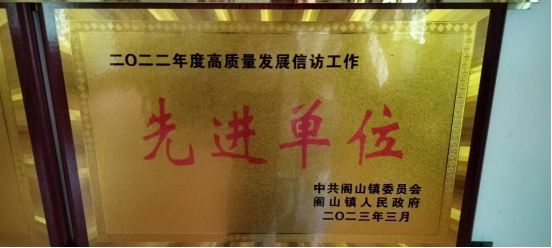 二〇二二年度高质量发展信访工作
先进单位
中共阁山镇委员会
阁山镇人民政府
二〇二三年三月